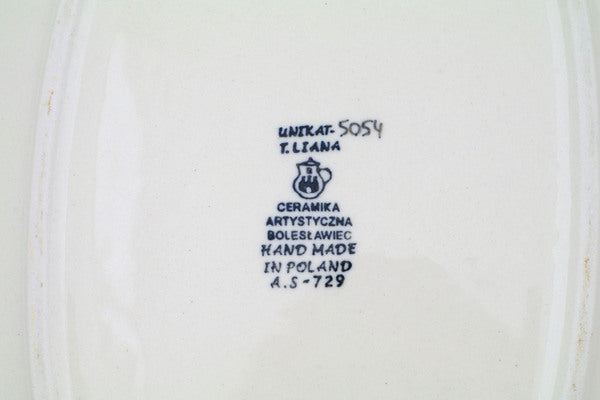 UNIKAT-5054
T. LIANA
CERAMIKA
ARTYSTYCZNA
BOLESŁAWIEC
HAND MADE
IN POLAND
A.S-729